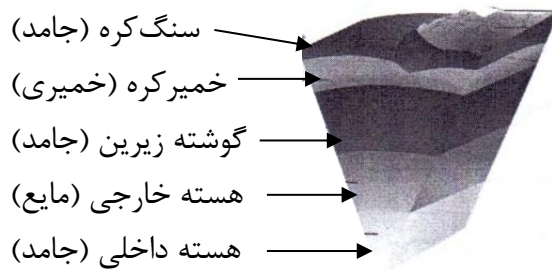 سنگ‌کره (جامد)
خمیرکره (خمیری)
گوشته زیرین (جامد)
هسته خارجی (مایع)
هسته داخلی (جامد)